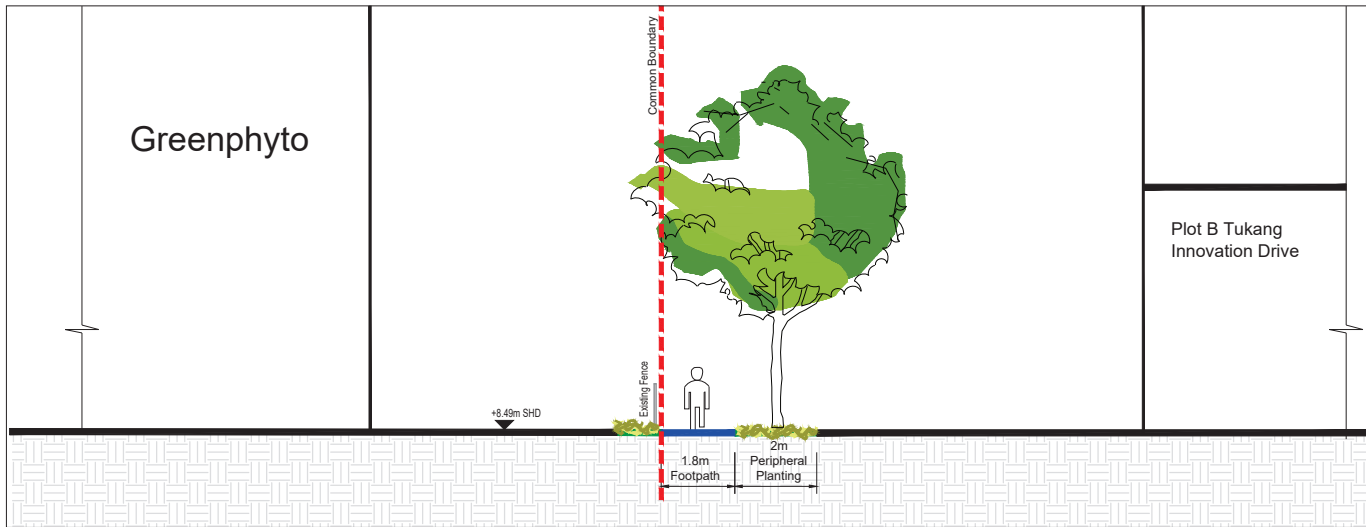 Greenphyto
Common Boundary
Plot B Tukang
Innovation Drive
Existing Fence
+8.49m SHD
1.8m
Footpath
2m
Peripheral
Planting